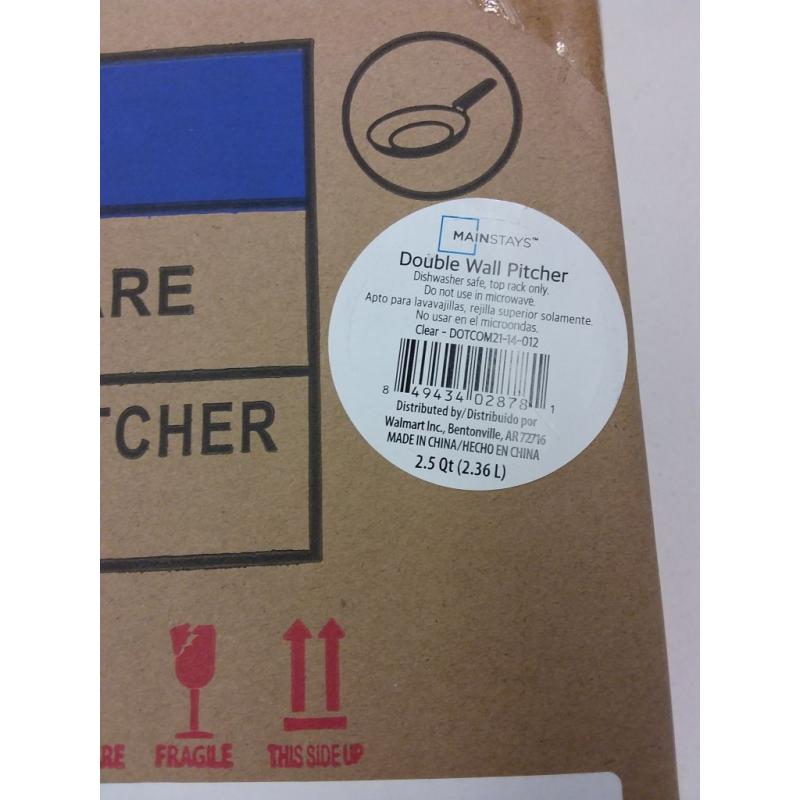 MAINSTAYS™
Double Wall Pitcher
Dishwasher safe, top rack only.
Do not use in microwave.
Apto para lavavajillas, rejilla superior solamente.
No usar en el microondas.
Clear - DOTCOM21-14-012
8 49434 02878 1
Distributed by/Distribuido por
Walmart Inc., Bentonville, AR 72716
MADE IN CHINA/HECHO EN CHINA
2.5 Qt (2.36 L)
ARE
TCHER
RE FRAGILE THIS SIDE UP